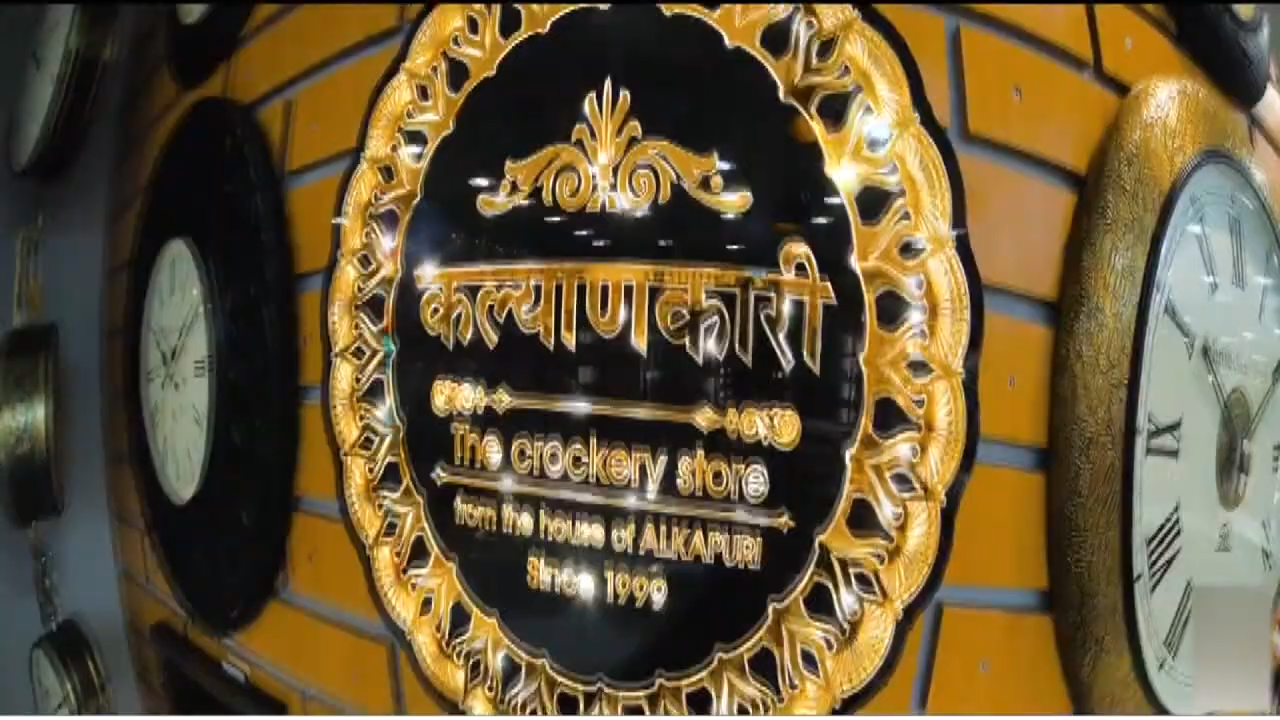 कल्याणकारी
The crockery store
from the house of ALKAPURI
Since 1999